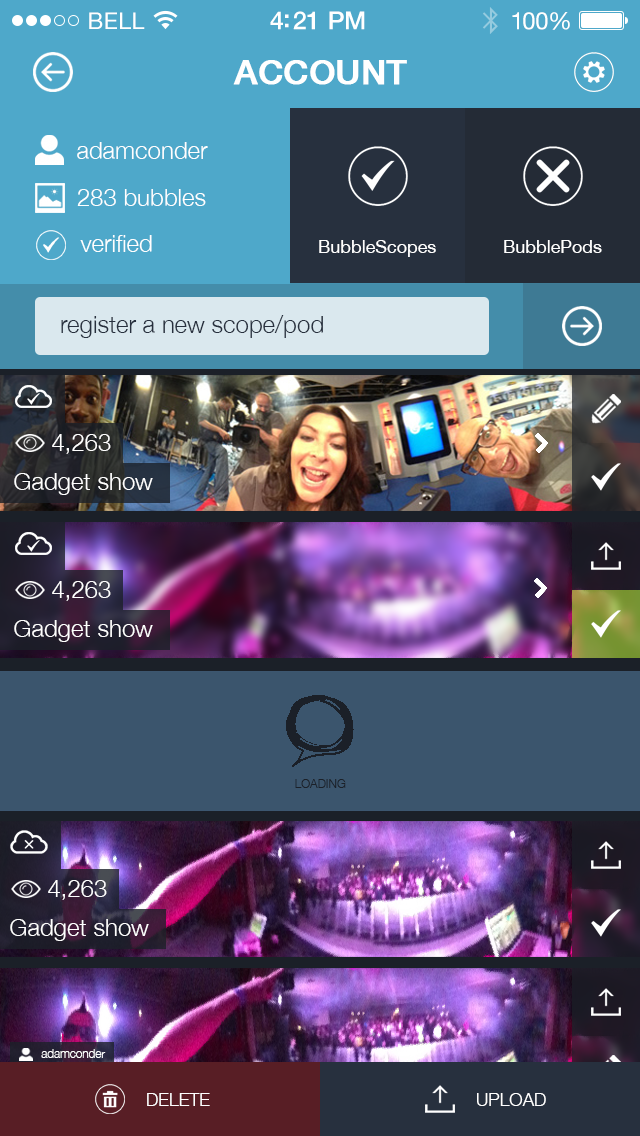 BELL 4:21 PM 100%
ACCOUNT
adamconder
283 bubbles
verified
BubbleScopes
BubblePods
register a new scope/pod
4,263
Gadget show
4,263
Gadget show
LOADING
4,263
Gadget show
adamconder
DELETE
UPLOAD